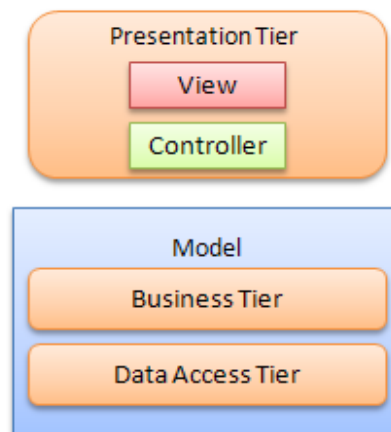 Presentation Tier
View
Controller
Model
Business Tier
Data Access Tier